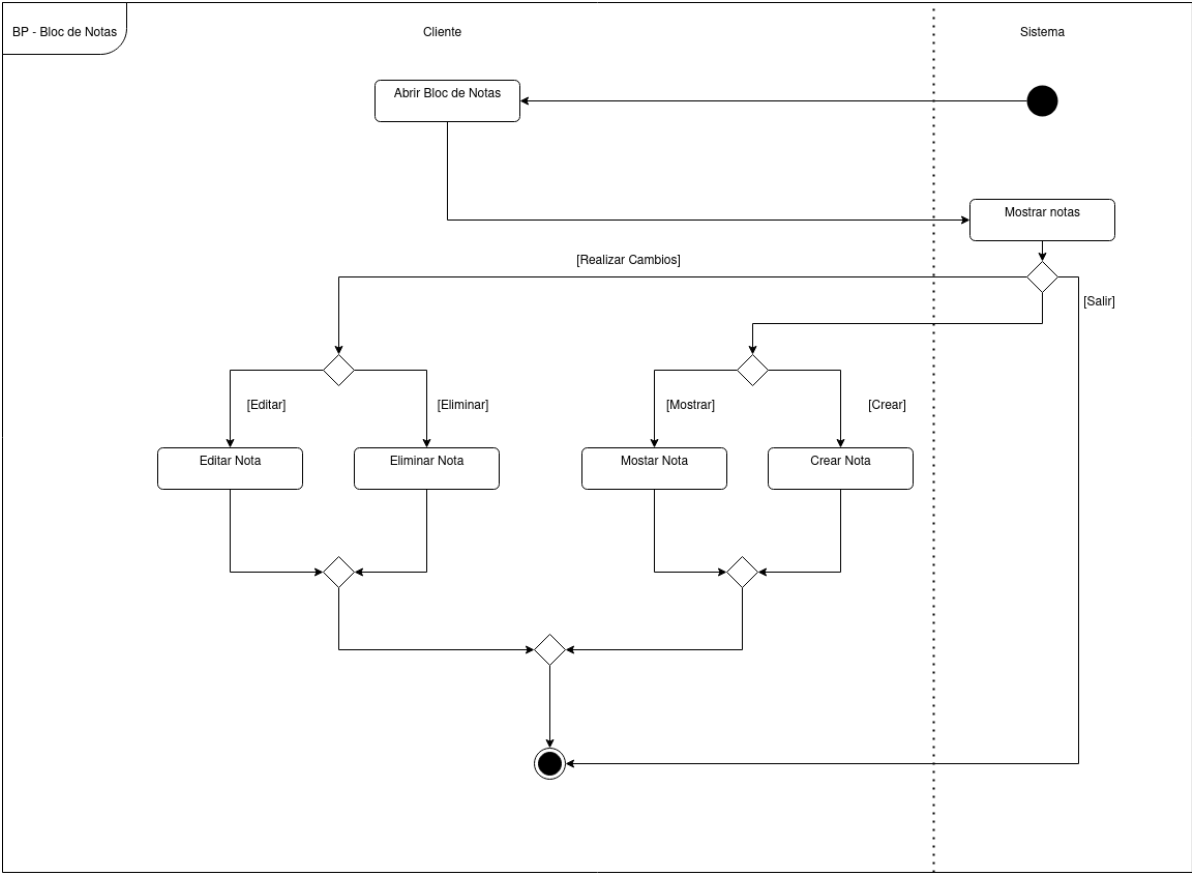 BP - Bloc de Notas
Cliente
Sistema
Abrir Bloc de Notas
Mostrar notas
[Realizar Cambios]
[Salir]
[Editar]
[Eliminar]
[Mostrar]
[Crear]
Editar Nota
Eliminar Nota
Mostar Nota
Crear Nota